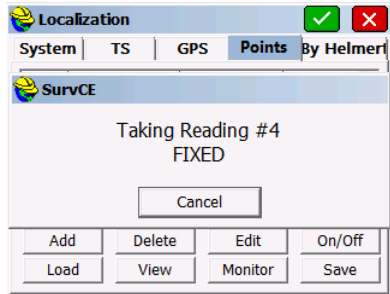 Localization
System TS GPS Points By Helmert
SurvCE
Taking Reading #4
FIXED
Cancel
Add Delete Edit On/Off
Load View Monitor Save